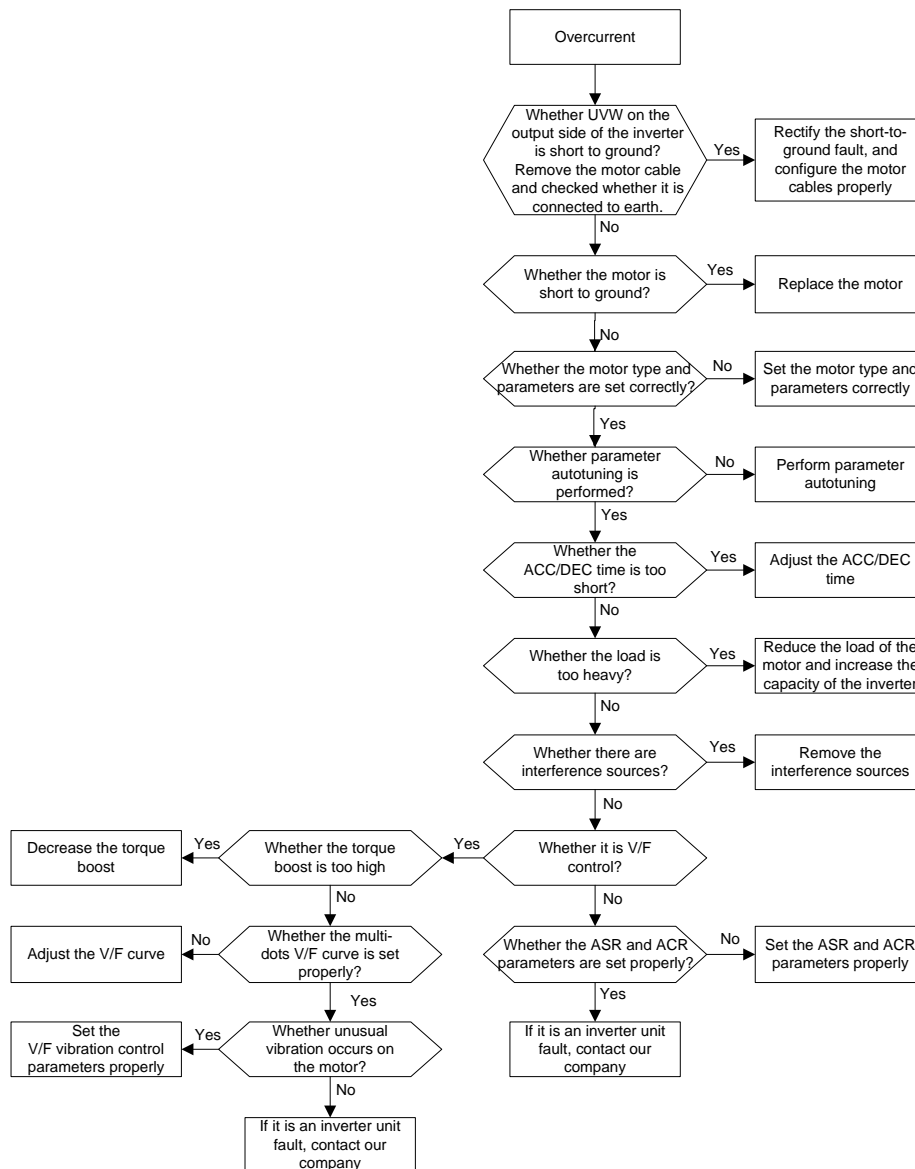 Overcurrent
Whether UVW on the
output side of the inverter
is short to ground?
Remove the motor cable
and checked whether it is
connected to earth.
Yes
Rectify the short-to-
ground fault, and
configure the motor
cables properly
No
Whether the motor is
short to ground?
Yes
Replace the motor
No
Whether the motor type and
parameters are set correctly?
No
Set the motor type and
parameters correctly
Yes
Whether parameter
autotuning is
performed?
No
Perform parameter
autotuning
Yes
Whether the
ACC/DEC time is too
short?
Yes
Adjust the ACC/DEC
time
No
Whether the load is
too heavy?
Yes
Reduce the load of the
motor and increase the
capacity of the inverter
No
Whether there are
interference sources?
Yes
Remove the
interference sources
No
Whether it is V/F
control?
Yes
Whether the torque
boost is too high
Yes
Decrease the torque
boost
No
No
Whether the multi-
dots V/F curve is set
properly?
No
Adjust the V/F curve
Whether the ASR and ACR
parameters are set properly?
No
Set the ASR and ACR
parameters properly
Yes
Yes
Whether unusual
vibration occurs on
the motor?
Yes
Set the
V/F vibration control
parameters properly
If it is an inverter unit
fault, contact our
company
No
If it is an inverter unit
fault, contact our
company